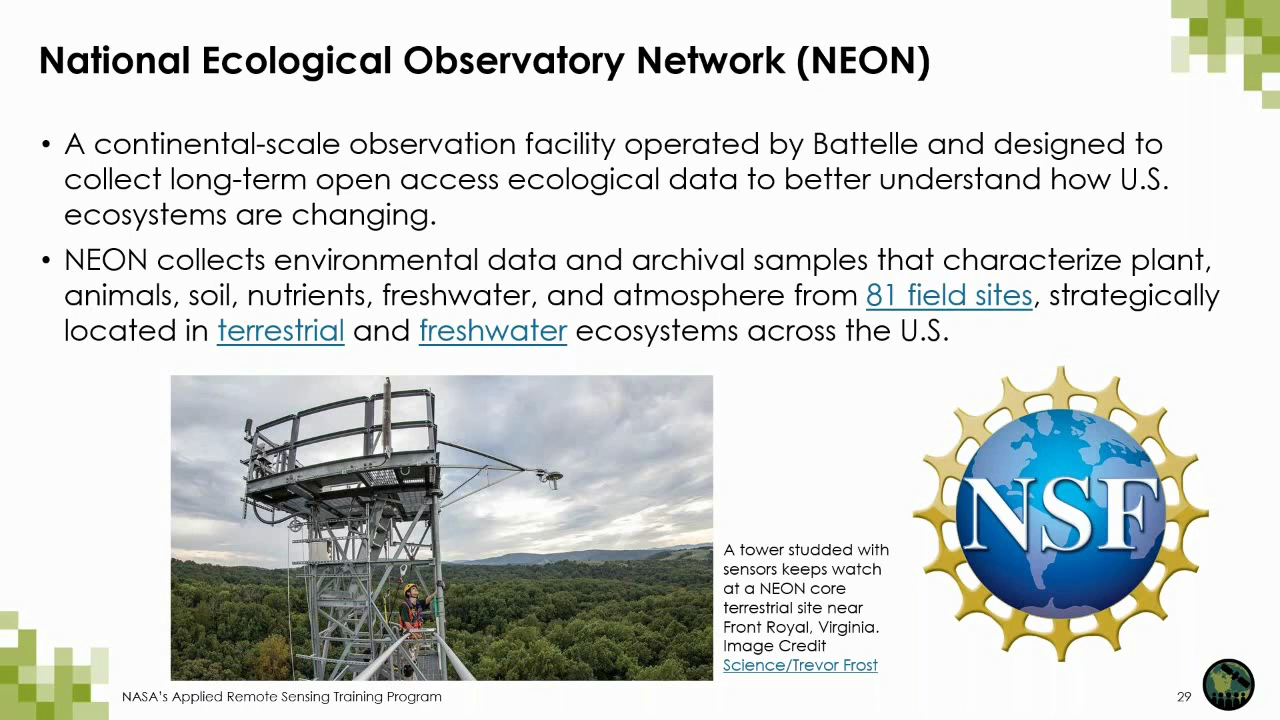 National Ecological Observatory Network (NEON)
• A continental-scale observation facility operated by Battelle and designed to
collect long-term open access ecological data to better understand how U.S.
ecosystems are changing.
• NEON collects environmental data and archival samples that characterize plant,
animals, soil, nutrients, freshwater, and atmosphere from 81 field sites, strategically
located in terrestrial and freshwater ecosystems across the U.S.
A tower studded with
sensors keeps watch
at a NEON core
terrestrial site near
Front Royal, Virginia.
Image Credit
Science/Trevor Frost
NSF
NASA's Applied Remote Sensing Training Program
29